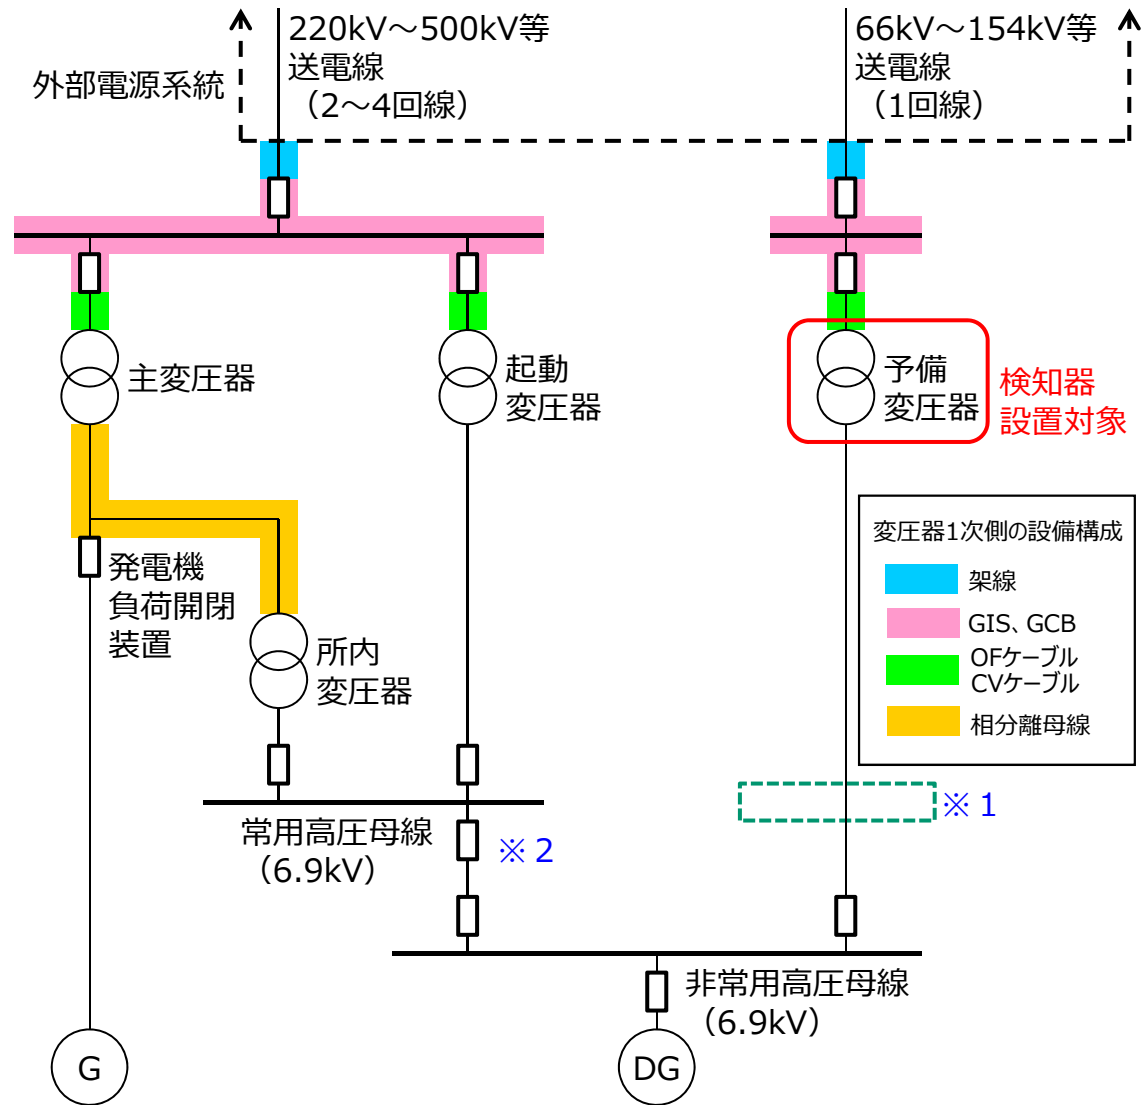 220kV～500kV等
送電線
（2～4回線）
66kV～154kV等
送電線
（1回線）
外部電源系統
主変圧器
起動
変圧器
予備
変圧器
検知器
設置対象
変圧器1次側の設備構成
架線
GIS、GCB
OFケーブル
CVケーブル
相分離母線
発電機
負荷開閉
装置
所内
変圧器
※１
常用高圧母線
（6.9kV）
※２
非常用高圧母線
（6.9kV）
G
DG